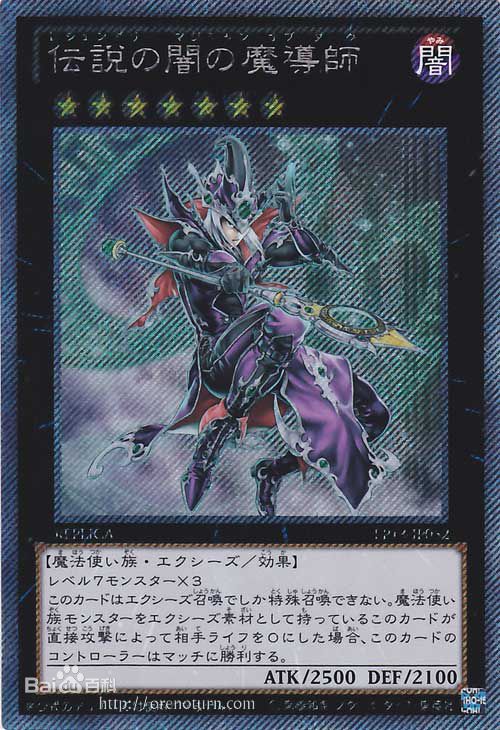 伝説の闇の魔導師
やみ
闇
REPLICA
【魔法使い族・エクシーズ/効果】
レベル7モンスター×3
このカードはエクシーズ召喚でしか特殊召喚できない。魔法使い
族モンスターをエクシーズ素材として持っているこのカードが
直接攻撃によって相手ライフを0にした場合、このカードの
コントローラーはマッチに勝利する。
ATK/2500 DEF/2100
Bai百科
http://orenoturn.com